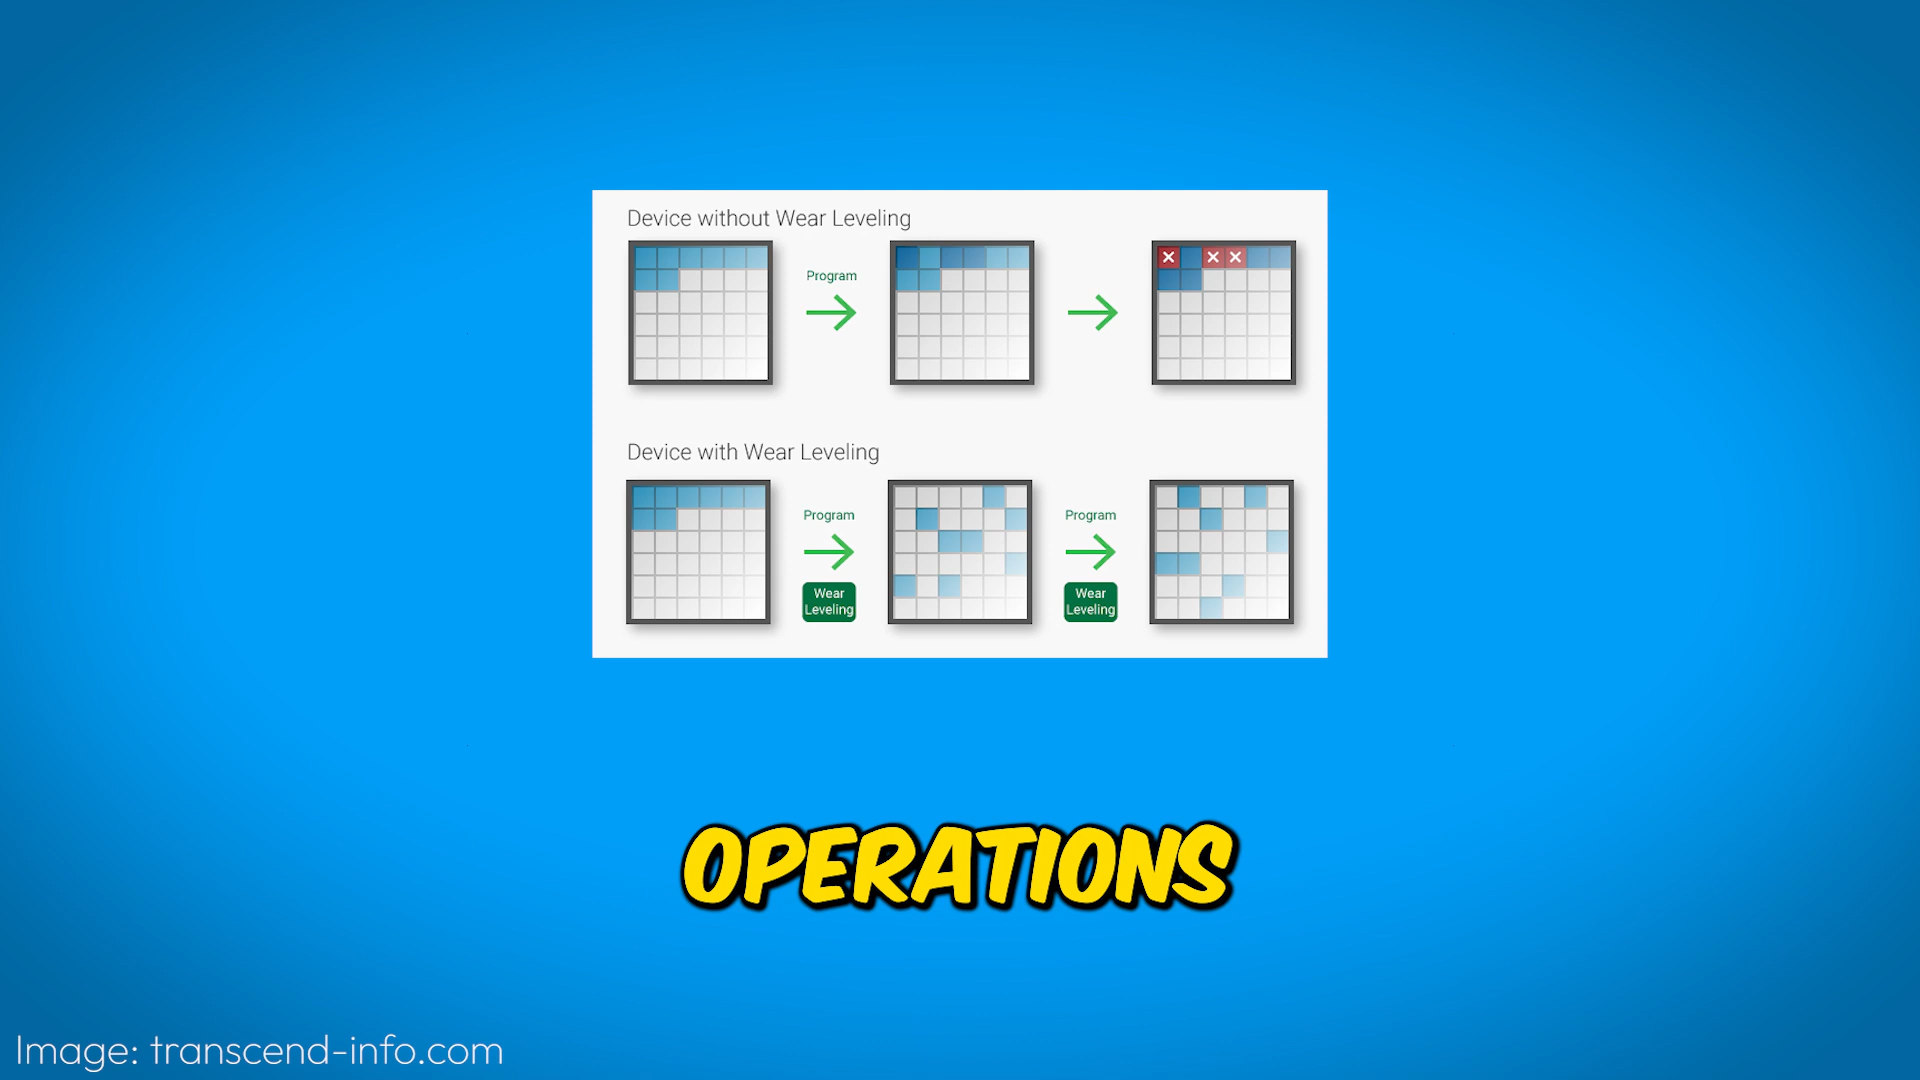 Device without Wear Leveling
Program
Device with Wear Leveling
Program
Program
Wear
Leveling
Wear
Leveling
OPERATIONS
Image: transcend-info.com